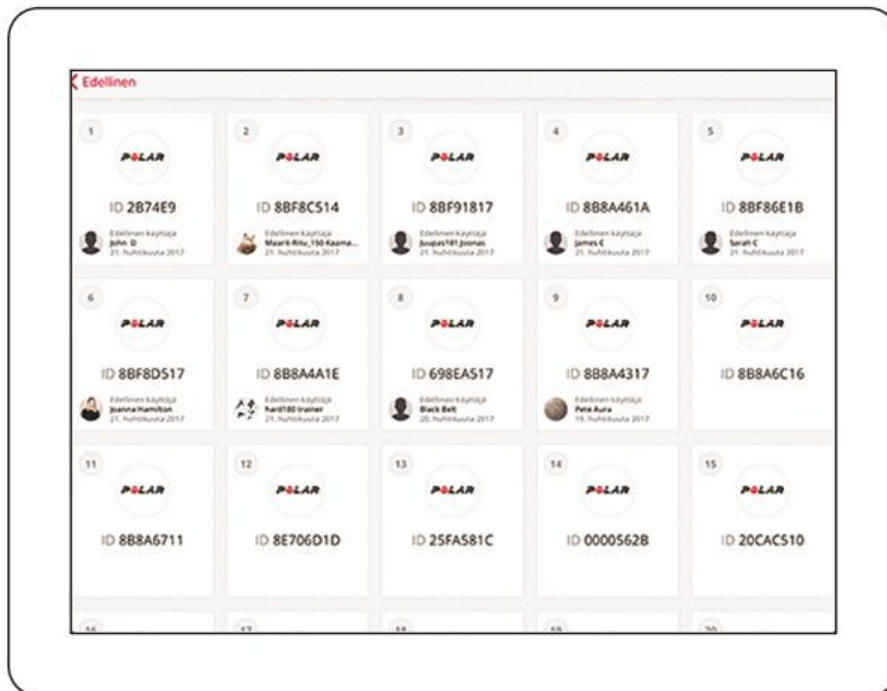 Edellinen
1
POLAR
ID 2B74E9
Edellinen käyttäjä
John D
21. huhtikuuta 2017
2
POLAR
ID 8BF8C514
Edellinen käyttäjä
Maarit-Ritu_150 Kaama...
21. huhtikuuta 2017
3
POLAR
ID 8BF91817
Edellinen käyttäjä
Juupas181 Joonas
21. huhtikuuta 2017
4
POLAR
ID 8B8A461A
Edellinen käyttäjä
James C
21. huhtikuuta 2017
5
POLAR
ID 8BF86E1B
Edellinen käyttäjä
Sarah C
21. huhtikuuta 2017
6
POLAR
ID 8BF8D517
Edellinen käyttäjä
Joanna Hamilton
21. huhtikuuta 2017
7
POLAR
ID 8B8A4A1E
Edellinen käyttäjä
hard180 trainer
21. huhtikuuta 2017
8
POLAR
ID 698EA517
Edellinen käyttäjä
Black Belt
20. huhtikuuta 2017
9
POLAR
ID 8B8A4317
Edellinen käyttäjä
Pete Aura
19. huhtikuuta 2017
10
POLAR
ID 8B8A6C16
11
POLAR
ID 8B8A6711
12
POLAR
ID 8E706D1D
13
POLAR
ID 25FA581C
14
POLAR
ID 0000562B
15
POLAR
ID 20CAC510